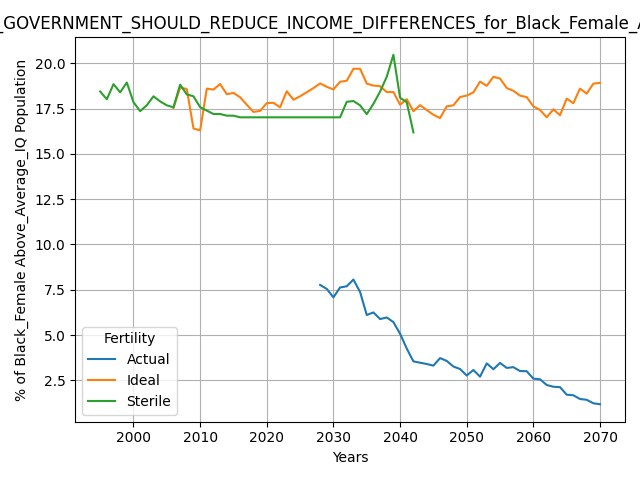 _GOVERNMENT_SHOULD_REDUCE_INCOME_DIFFERENCES_for_Black_Female_A
% of Black_Female Above_Average_IQ Population
20.0
17.5
15.0
12.5
10.0
7.5
5.0
2.5
Fertility
Actual
Ideal
Sterile
2000 2010 2020 2030 2040 2050 2060 2070
Years